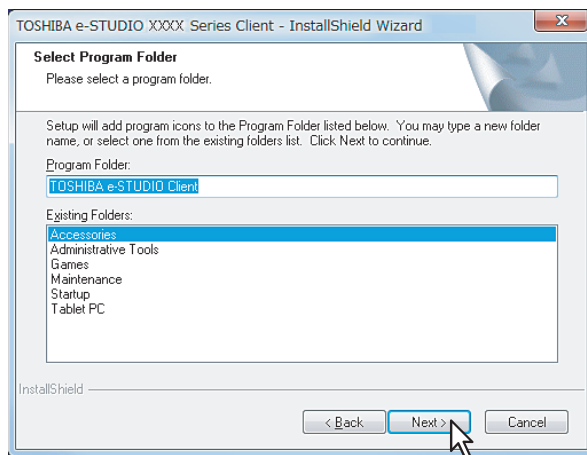 TOSHIBA e-STUDIO XXXX Series Client - InstallShield Wizard
Select Program Folder
Please select a program folder.
Setup will add program icons to the Program Folder listed below. You may type a new folder
name, or select one from the existing folders list. Click Next to continue.
Program Folder:
TOSHIBA e-STUDIO Client
Existing Folders:
Accessories
Administrative Tools
Games
Maintenance
Startup
Tablet PC
InstallShield
< Back Next > Cancel